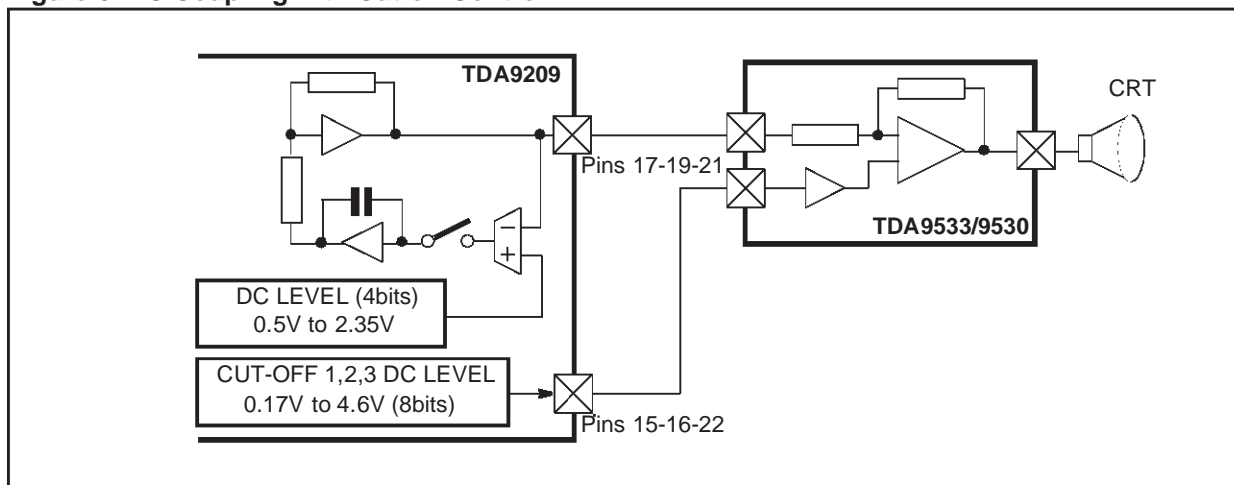 TDA9209
CRT
Pins 17-19-21
TDA9533/9530
DC LEVEL (4bits)
0.5V to 2.35V
CUT-OFF 1,2,3 DC LEVEL
0.17V to 4.6V (8bits)
Pins 15-16-22